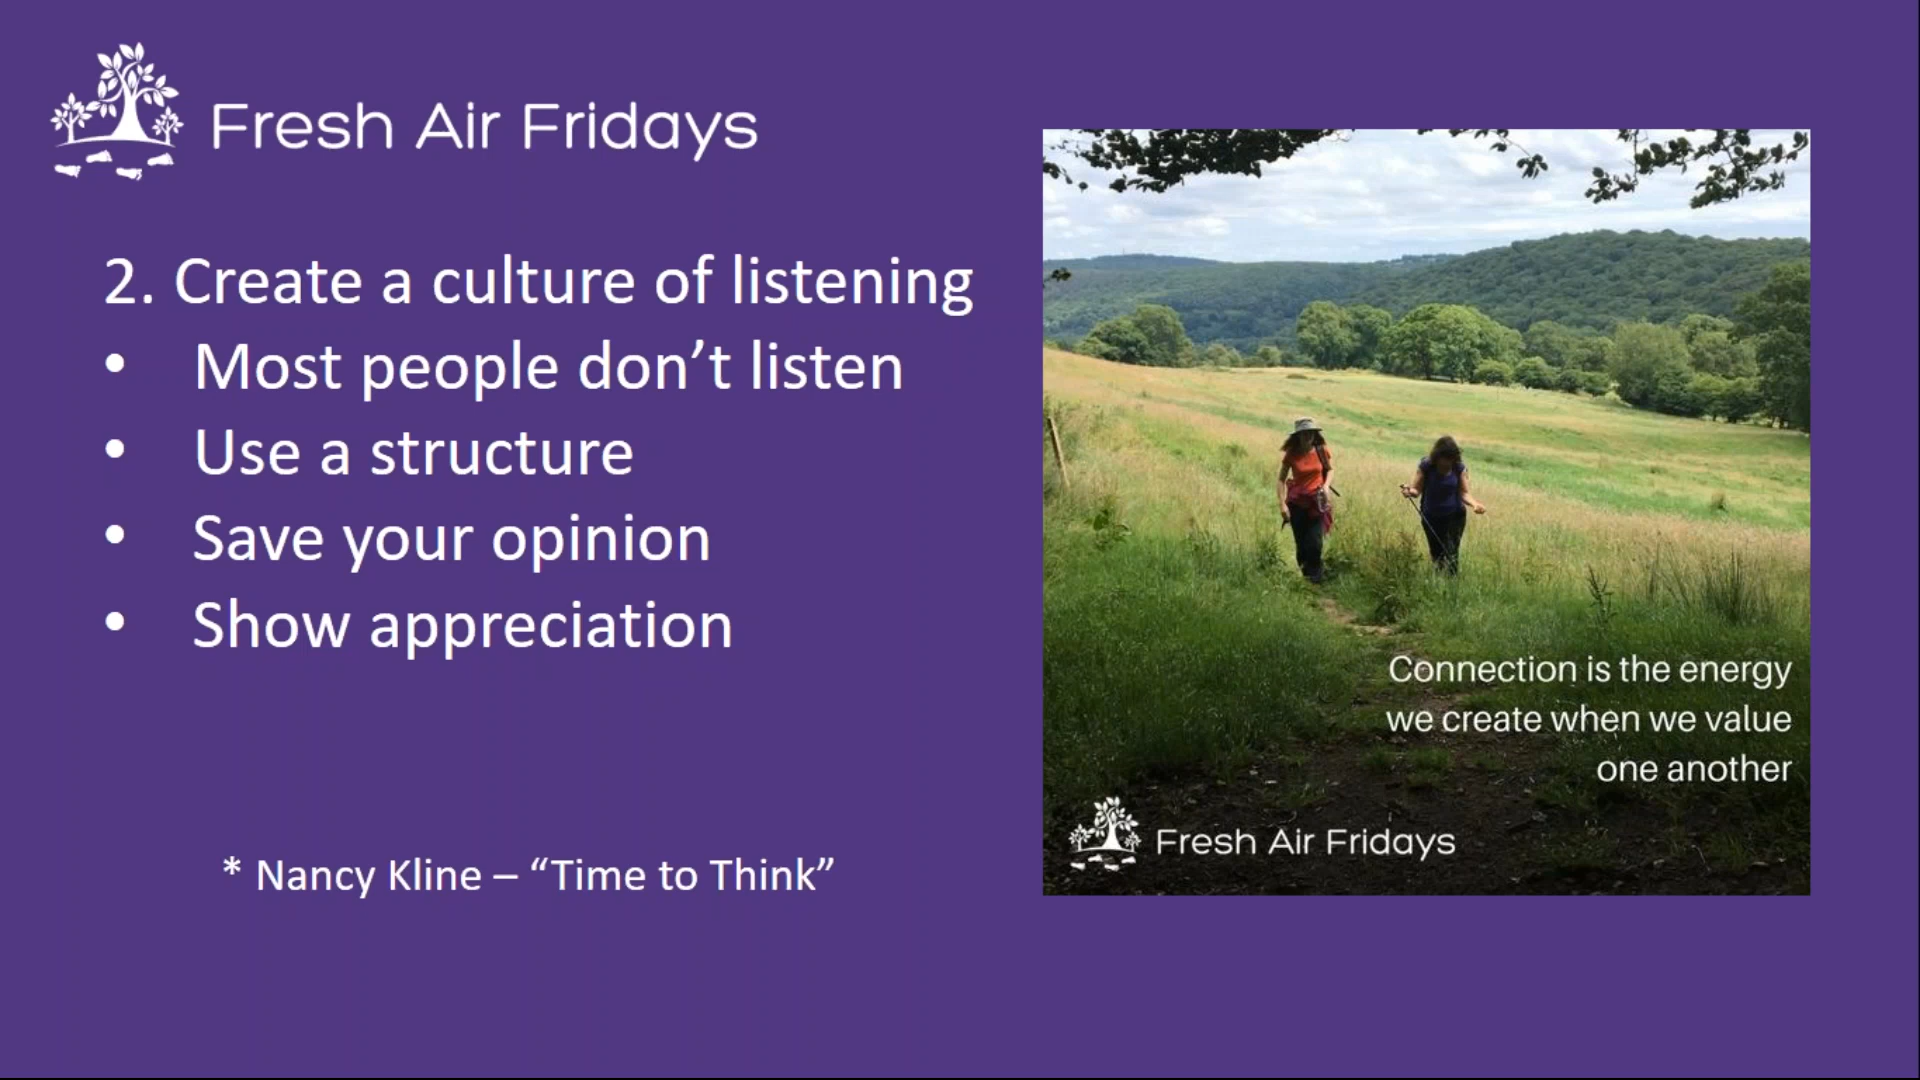 Fresh Air Fridays
2. Create a culture of listening
• Most people don’t listen
• Use a structure
• Save your opinion
• Show appreciation
* Nancy Kline – “Time to Think”
Connection is the energy
we create when we value
one another
Fresh Air Fridays